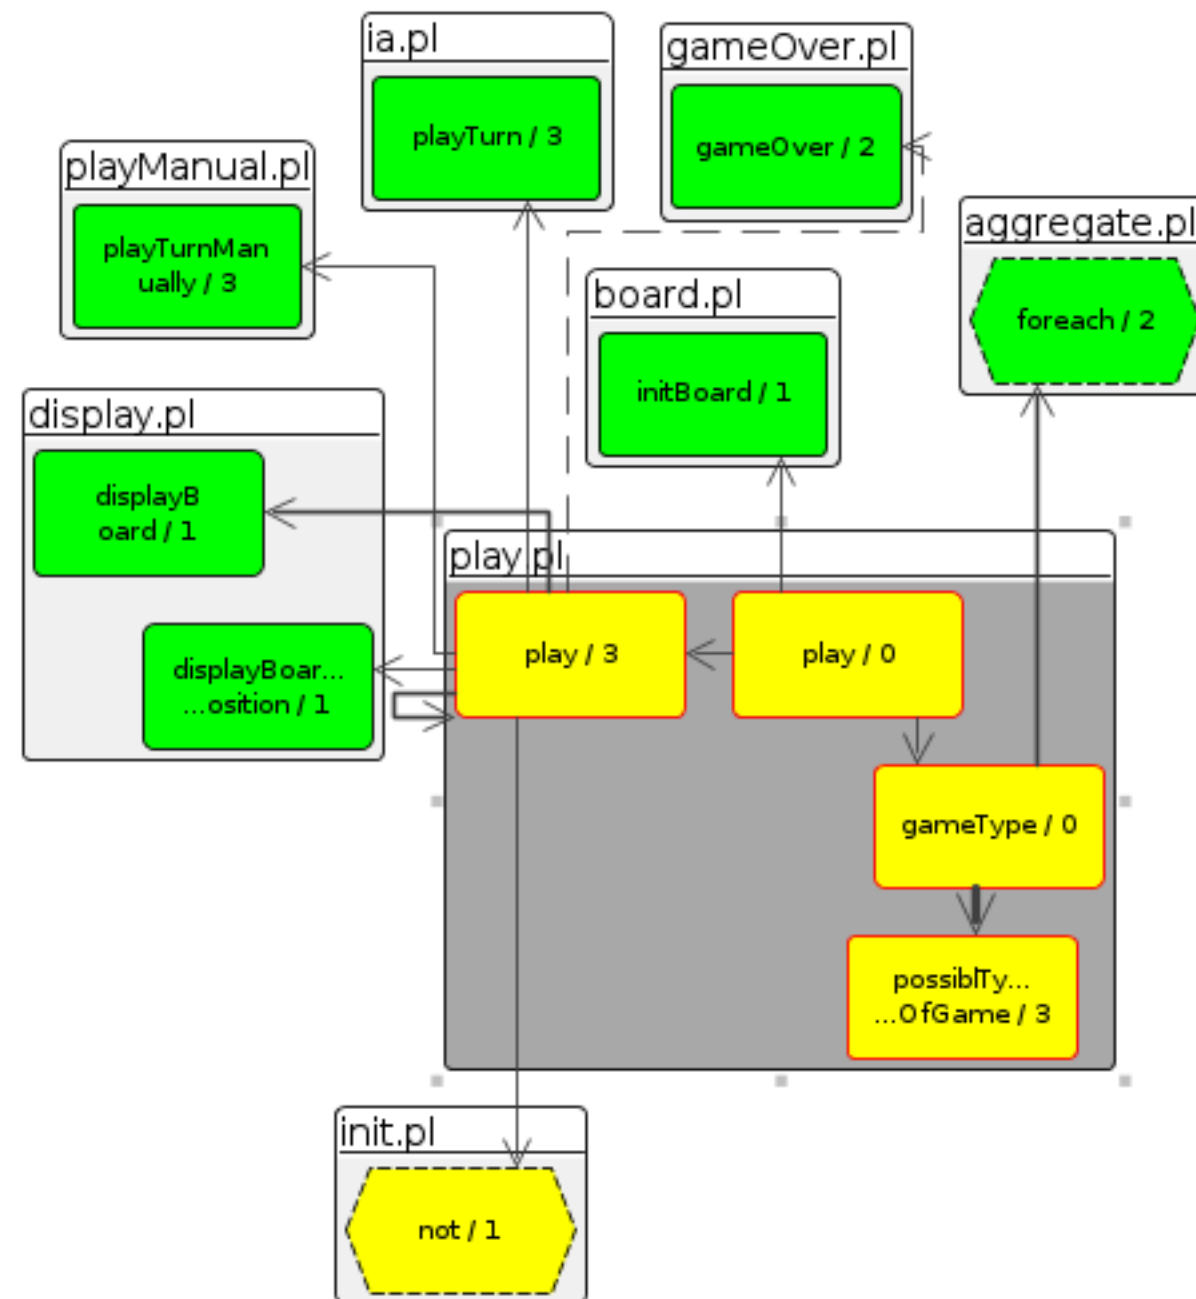 ia.pl
playTurn / 3
gameOver.pl
gameOver / 2
playManual.pl
playTurnMan
ually / 3
aggregate.pl
foreach / 2
board.pl
initBoard / 1
display.pl
displayB
oard / 1
displayBoar...
...osition / 1
play.pl
play / 3
play / 0
gameType / 0
possiblTy...
...OfGame / 3
init.pl
not / 1